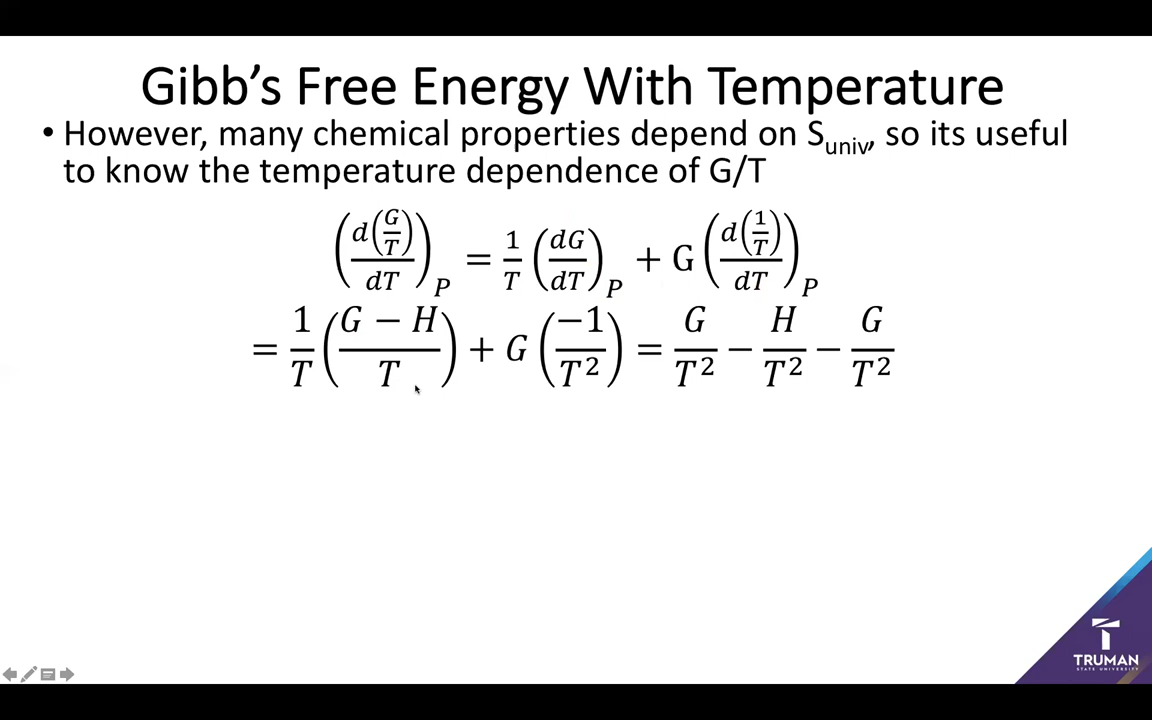 Gibb's Free Energy With Temperature
• However, many chemical properties depend on S_univ, so its useful
to know the temperature dependence of G/T
(d(G/T)/dT)_P = 1/T (dG/dT)_P + G (d(1/T)/dT)_P
= 1/T ((G − H)/T) + G (−1/T²) = G/T² − H/T² − G/T²
T
TRUMAN
STATE UNIVERSITY